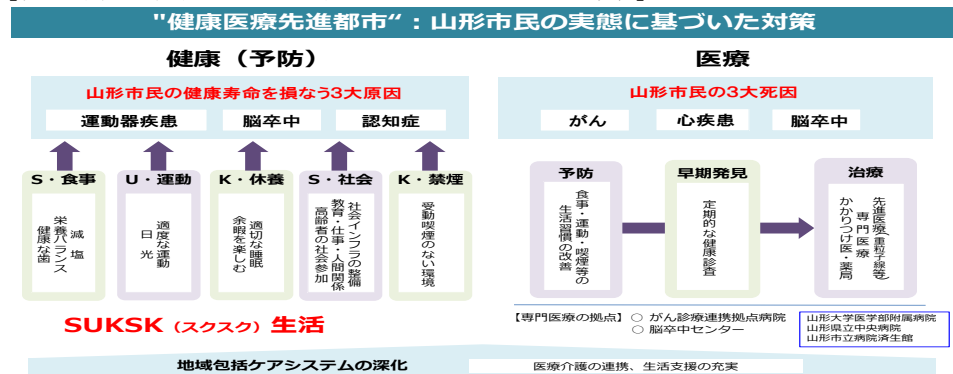 "健康医療先進都市“：山形市民の実態に基づいた対策
健康（予防）
山形市民の健康寿命を損なう3大原因
運動器疾患
脳卒中
認知症
S・食事
減塩
栄養バランス
健康な歯
U・運動
適度な運動
日光
K・休養
適切な睡眠
余暇を楽しむ
S・社会
社会インフラの整備
教育・仕事・人間関係
高齢者の社会参加
K・禁煙
受動喫煙のない環境
SUKSK（スクスク）生活
医療
山形市民の3大死因
がん
心疾患
脳卒中
予防
食事・運動・喫煙等の
生活習慣の改善
早期発見
定期的な健康診査
治療
先進医療（重粒子線等）
専門医療
かかりつけ医・薬局
【専門医療の拠点】〇 がん診療連携拠点病院
〇 脳卒中センター
山形大学医学部附属病院
山形県立中央病院
山形市立病院済生館
地域包括ケアシステムの深化
医療介護の連携、生活支援の充実